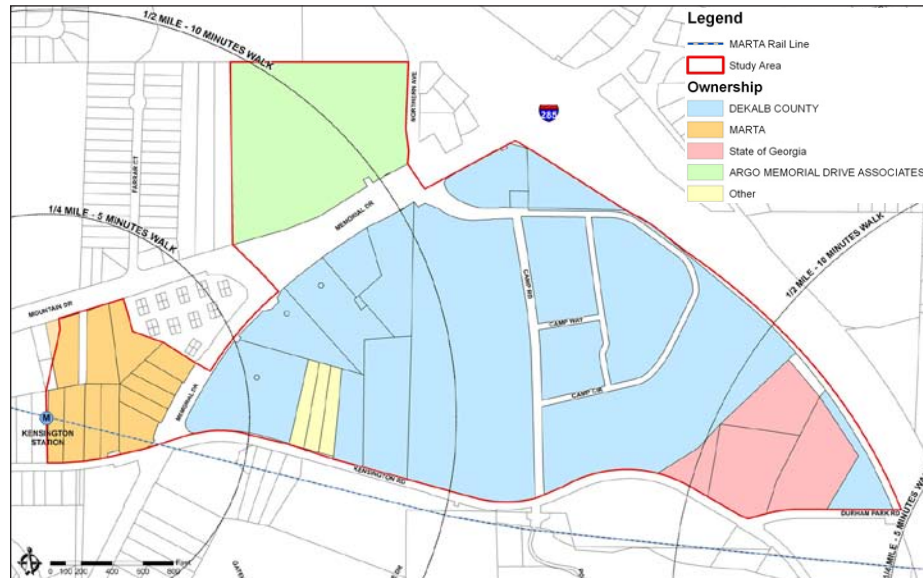 Legend
MARTA Rail Line
Study Area
Ownership
DEKALB COUNTY
MARTA
State of Georgia
ARGO MEMORIAL DRIVE ASSOCIATES
Other
1/2 MILE - 10 MINUTES WALK
NORTHERN AVE
285
FARRAR CT
1/4 MILE - 5 MINUTES WALK
MEMORIAL DR
MOUNTAIN DR
CAMP RD
1/2 MILE - 10 MINUTES WALK
CAMP WAY
CAMP CIR
MEMORIAL DR
M
KENSINGTON
STATION
KENSINGTON RD
DURHAM PARK RD
1/4 MILE - 5 MINUTES WALK
0 100 200 400 600 800
Feet